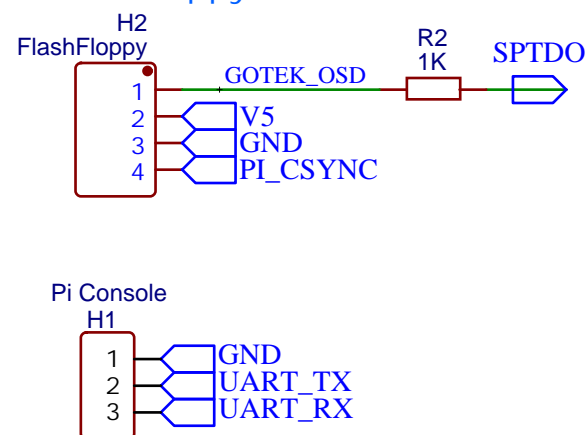 H2
FlashFloppy
R2
1K
SPTDO
GOTEK_OSD
1
2
3
4
V5
GND
PI_CSYNC
Pi Console
H1
1
2
3
GND
UART_TX
UART_RX